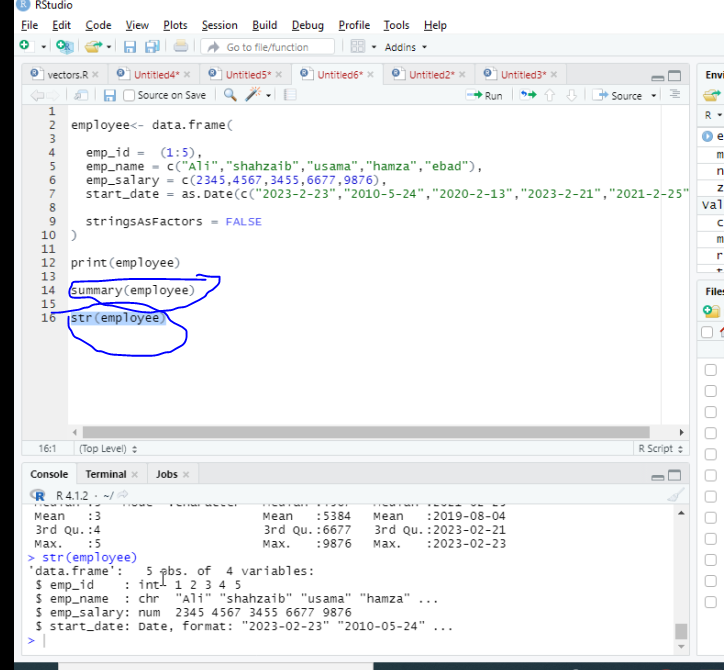 RStudio
File Edit Code View Plots Session Build Debug Profile Tools Help
Go to file/function Addins
vectors.R Untitled4* Untitled5* Untitled6* Untitled2* Untitled3*
Source on Save Run Source
1
2 employee<- data.frame(
3
4 emp_id = (1:5),
5 emp_name = c("Ali","shahzaib","usama","hamza","ebad"),
6 emp_salary = c(2345,4567,3455,6677,9876),
7 start_date = as.Date(c("2023-2-23","2010-5-24","2020-2-13","2023-2-21","2021-2-25"
8
9 stringsAsFactors = FALSE
10 )
11
12 print(employee)
13
14 summary(employee)
15
16 str(employee)
16:1 (Top Level) R Script
Console Terminal Jobs
R 4.1.2 · ~/
Mean :3 Mean :5384 Mean :2019-08-04
3rd Qu.:4 3rd Qu.:6677 3rd Qu.:2023-02-21
Max. :5 Max. :9876 Max. :2023-02-23
> str(employee)
'data.frame': 5 obs. of 4 variables:
$ emp_id : int 1 2 3 4 5
$ emp_name : chr "Ali" "shahzaib" "usama" "hamza" ...
$ emp_salary: num 2345 4567 3455 6677 9876
$ start_date: Date, format: "2023-02-23" "2010-05-24" ...
>
Envi
R
e
m
n
z
Val
c
m
r
Files